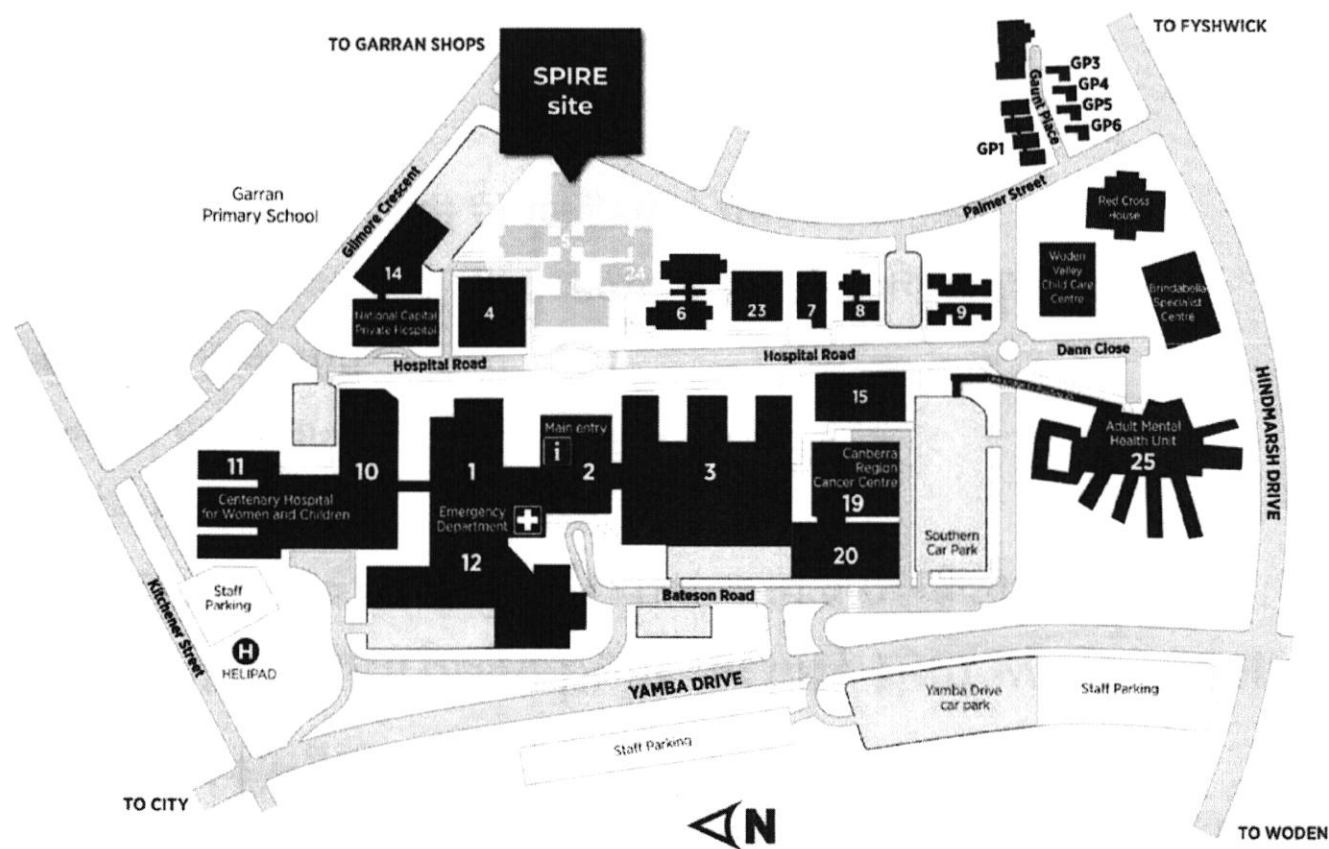 TO GARRAN SHOPS
SPIRE
site
TO FYSHWICK
GP3
GP4
GP5
GP6
GP1
Gaunt Place
Palmer Street
Garran
Primary School
Gilmore Crescent
Red Cross
House
Woden
Valley
Child Care
Centre
Brindabella
Specialist
Centre
14
National Capital
Private Hospital
4
5
24
6
23
7
8
9
Hospital Road
Hospital Road
Dann Close
HINDMARSH DRIVE
15
Main entry
i
11
10
1
2
3
Centenary Hospital
for Women and Children
Emergency
Department
12
Canberra
Region
Cancer Centre
19
20
Adult Mental
Health Unit
25
Southern
Car Park
Bateson Road
Staff
Parking
Kitchener Street
H
HELIPAD
YAMBA DRIVE
Yamba Drive
car park
Staff Parking
Staff Parking
TO CITY
N
TO WODEN